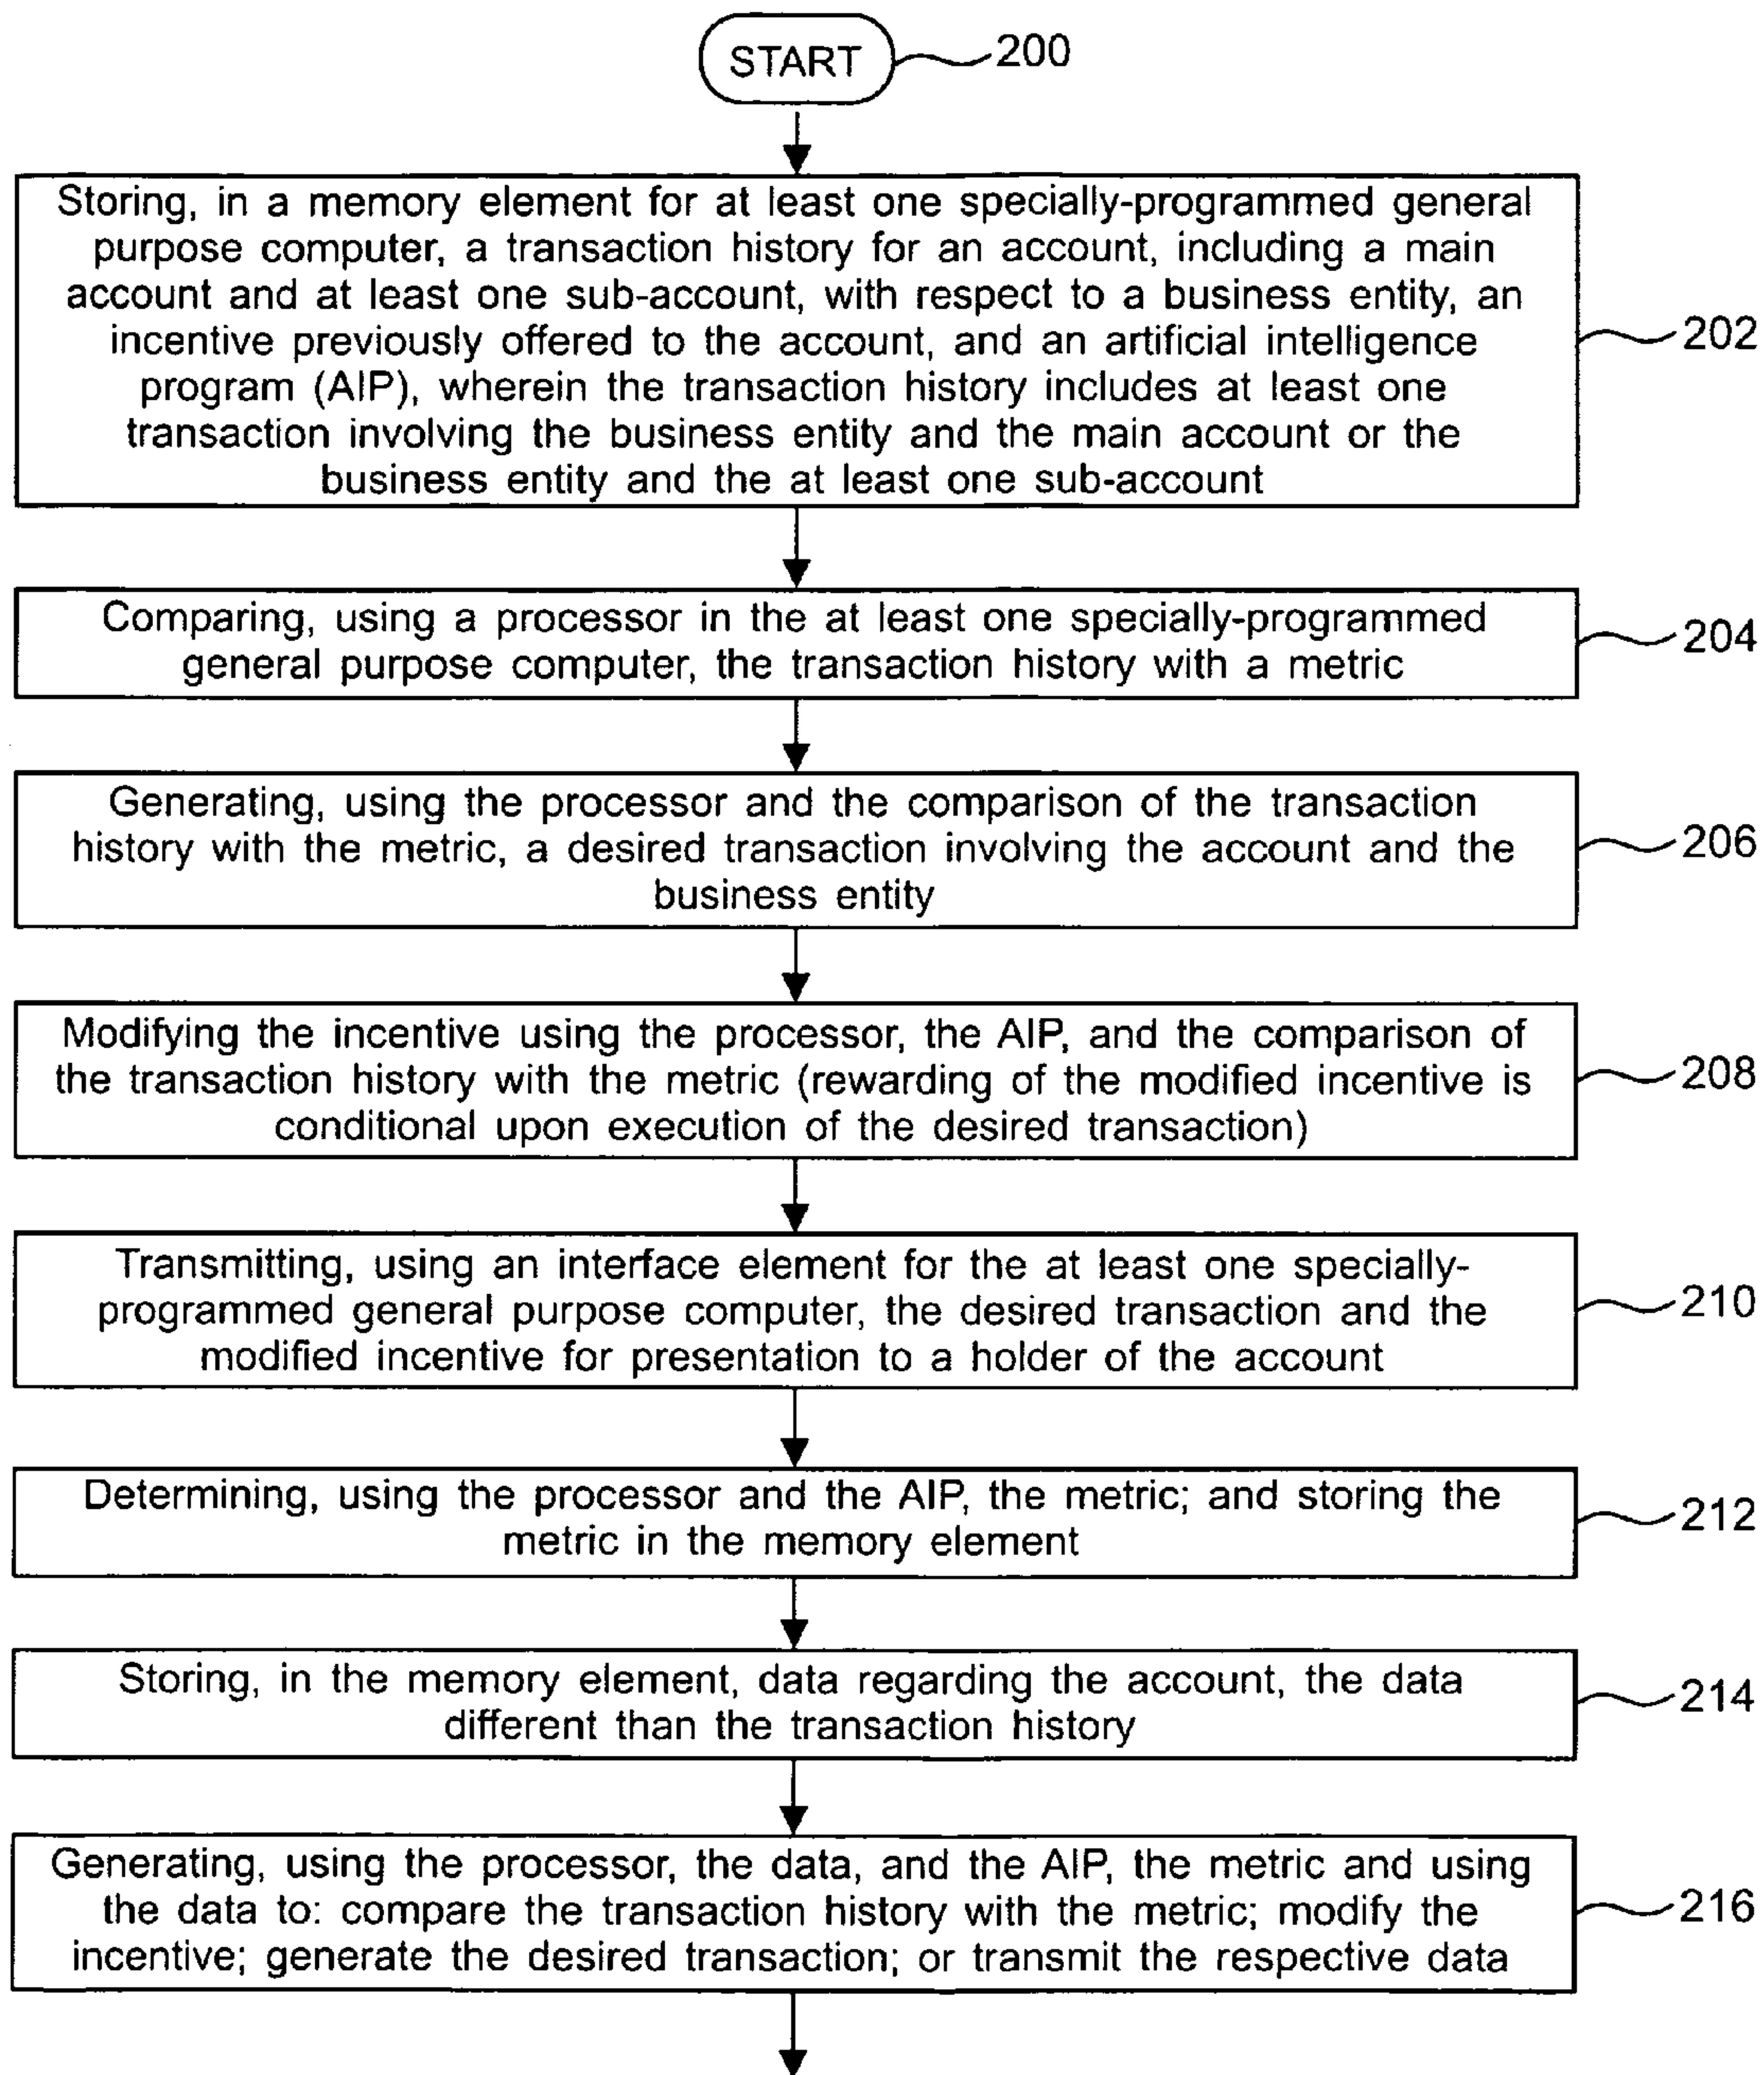 START
200
Storing, in a memory element for at least one specially-programmed general
purpose computer, a transaction history for an account, including a main
account and at least one sub-account, with respect to a business entity, an
incentive previously offered to the account, and an artificial intelligence
program (AIP), wherein the transaction history includes at least one
transaction involving the business entity and the main account or the
business entity and the at least one sub-account
202
Comparing, using a processor in the at least one specially-programmed
general purpose computer, the transaction history with a metric
204
Generating, using the processor and the comparison of the transaction
history with the metric, a desired transaction involving the account and the
business entity
206
Modifying the incentive using the processor, the AIP, and the comparison of
the transaction history with the metric (rewarding of the modified incentive is
conditional upon execution of the desired transaction)
208
Transmitting, using an interface element for the at least one specially-
programmed general purpose computer, the desired transaction and the
modified incentive for presentation to a holder of the account
210
Determining, using the processor and the AIP, the metric; and storing the
metric in the memory element
212
Storing, in the memory element, data regarding the account, the data
different than the transaction history
214
Generating, using the processor, the data, and the AIP, the metric and using
the data to: compare the transaction history with the metric; modify the
incentive; generate the desired transaction; or transmit the respective data
216